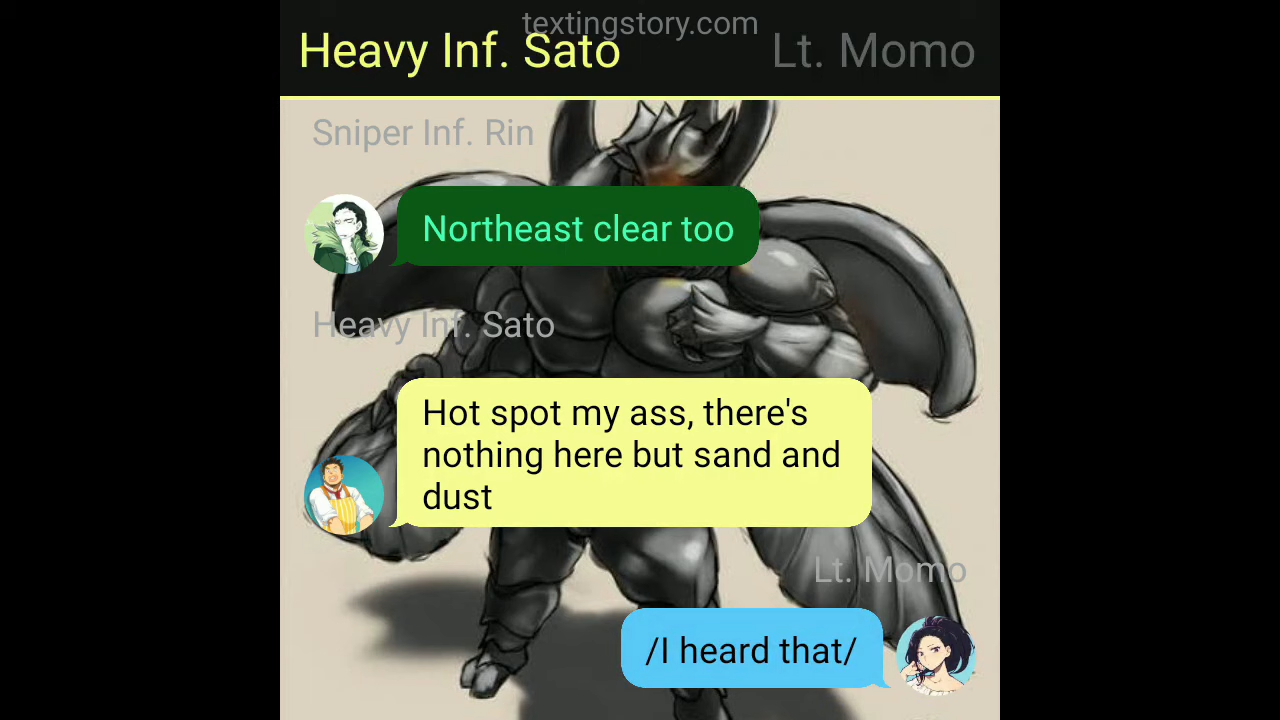 textingstory.com
Heavy Inf. Sato
Lt. Momo
Sniper Inf. Rin
Northeast clear too
Heavy Inf. Sato
Hot spot my ass, there's
nothing here but sand and
dust
Lt. Momo
/I heard that/